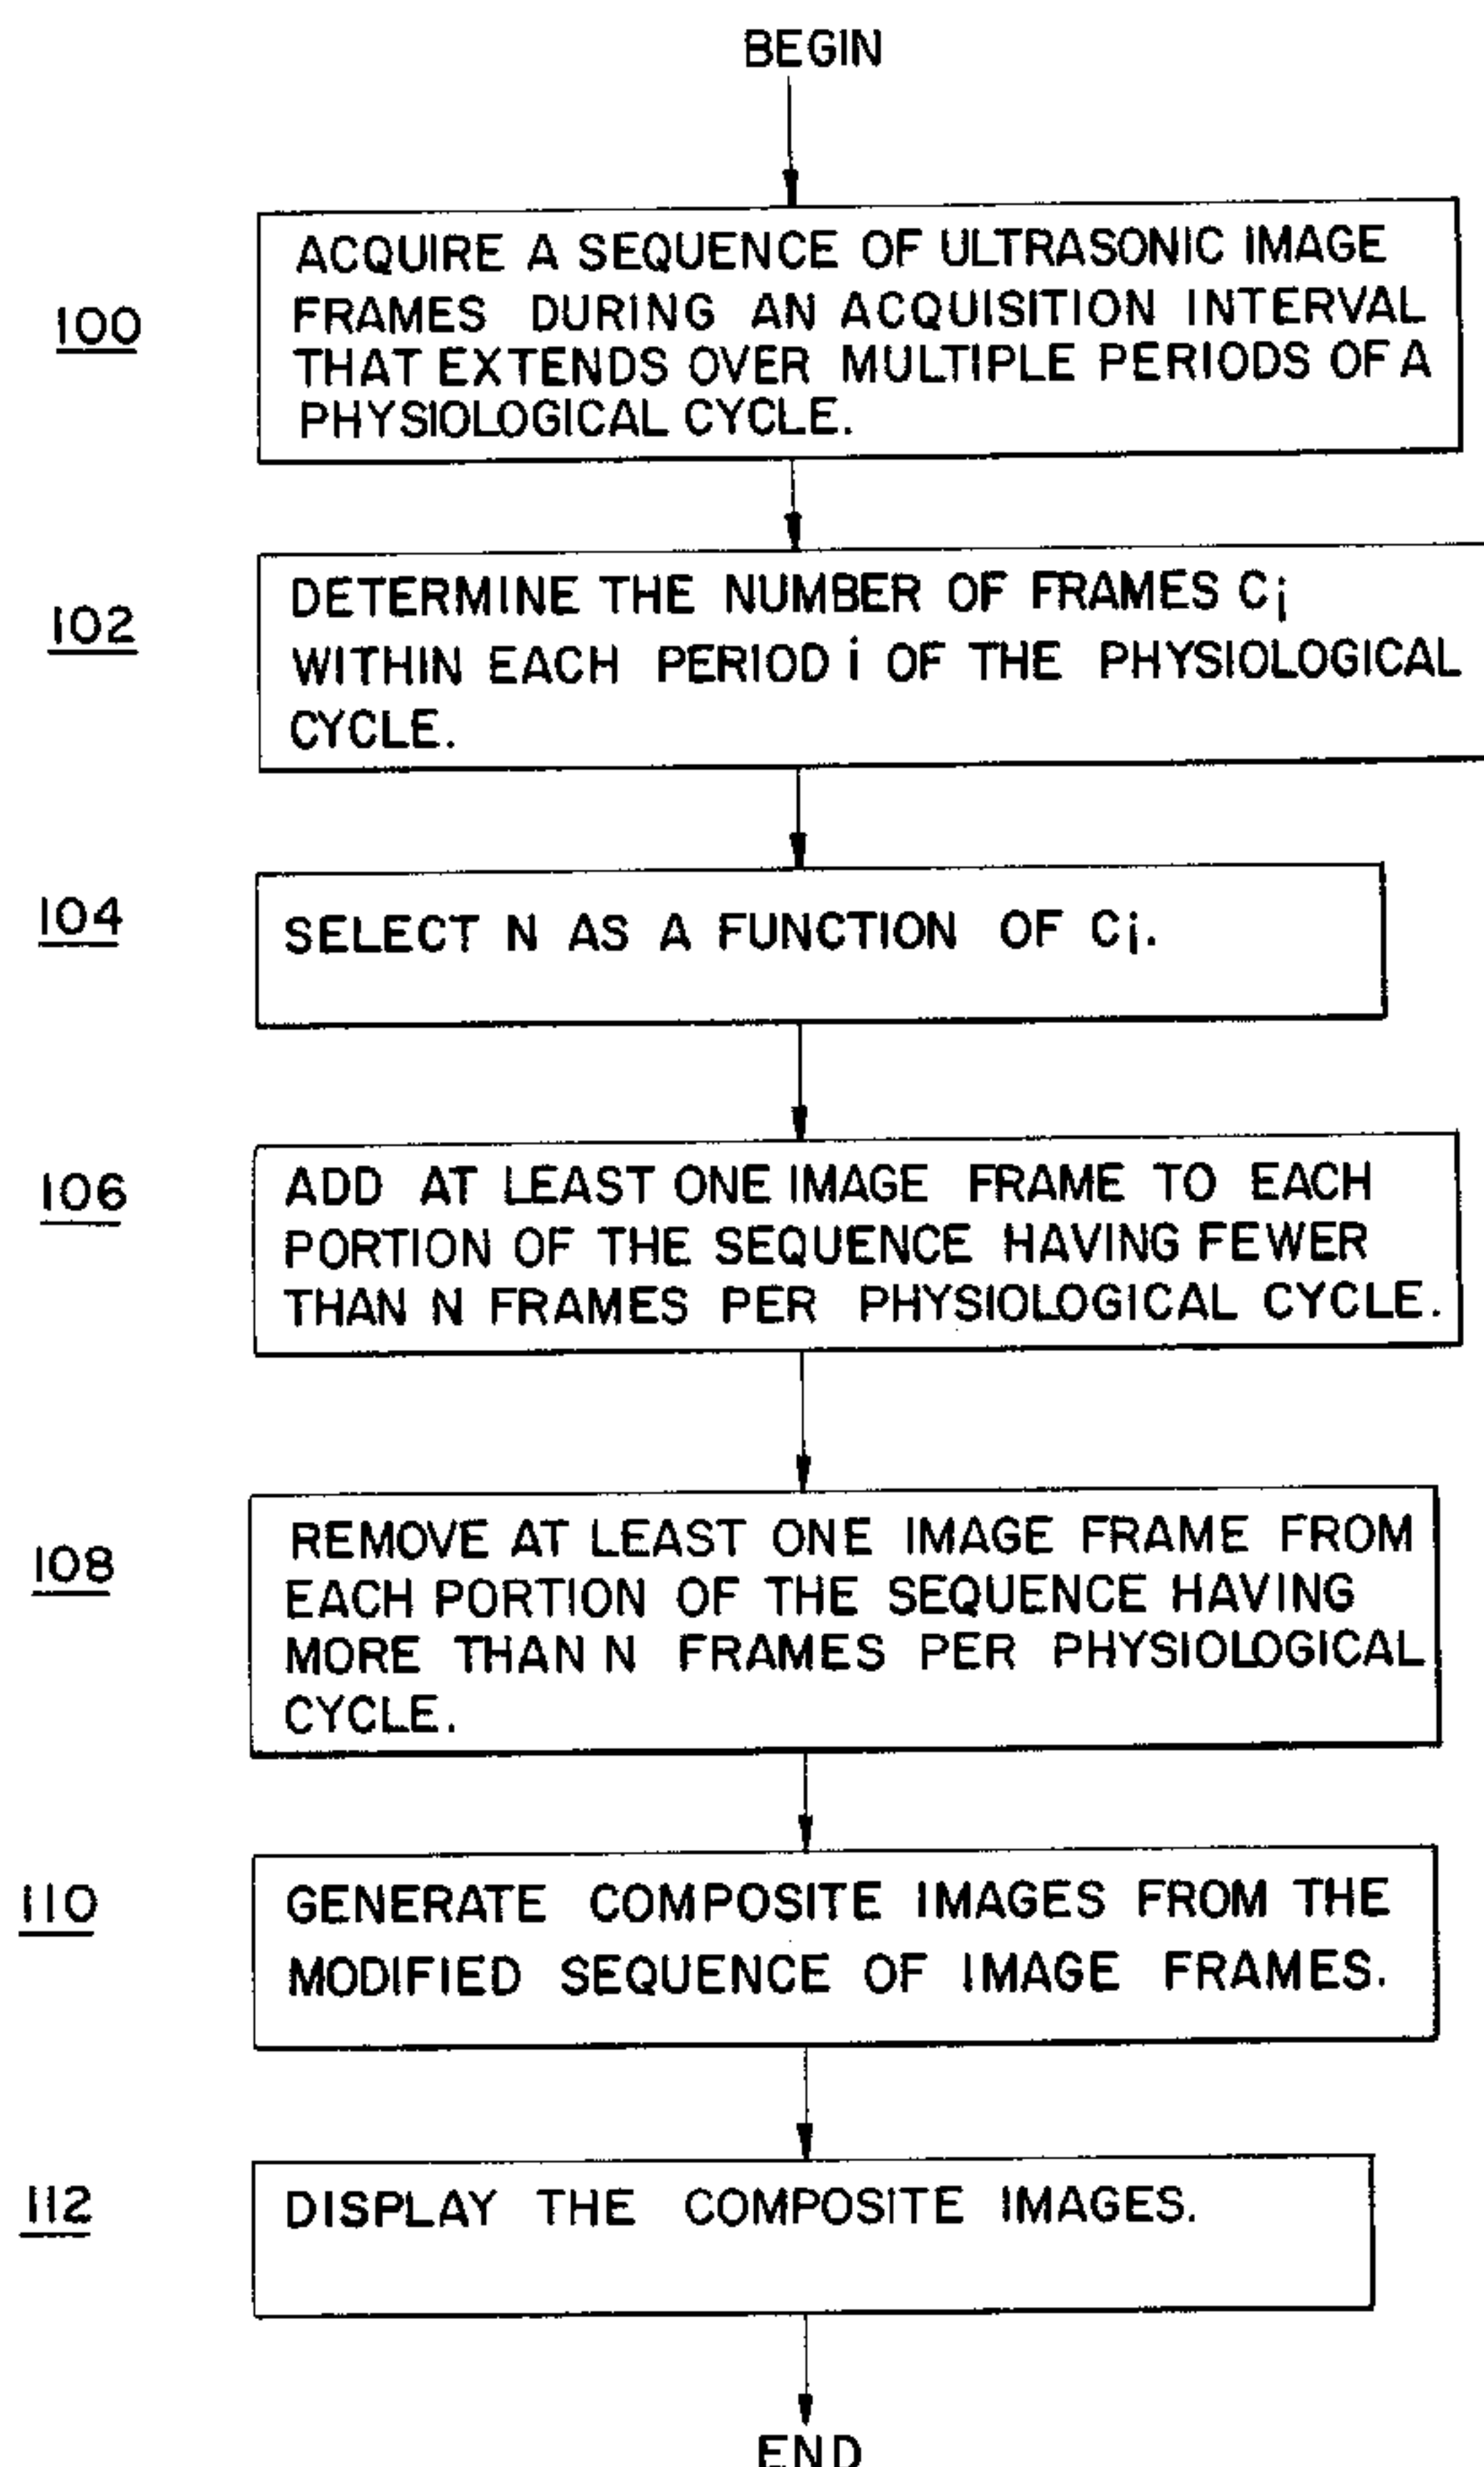 BEGIN
100
ACQUIRE A SEQUENCE OF ULTRASONIC IMAGE
FRAMES DURING AN ACQUISITION INTERVAL
THAT EXTENDS OVER MULTIPLE PERIODS OF A
PHYSIOLOGICAL CYCLE.
102
DETERMINE THE NUMBER OF FRAMES Ci
WITHIN EACH PERIOD i OF THE PHYSIOLOGICAL
CYCLE.
104
SELECT N AS A FUNCTION OF Ci.
106
ADD AT LEAST ONE IMAGE FRAME TO EACH
PORTION OF THE SEQUENCE HAVING FEWER
THAN N FRAMES PER PHYSIOLOGICAL CYCLE.
108
REMOVE AT LEAST ONE IMAGE FRAME FROM
EACH PORTION OF THE SEQUENCE HAVING
MORE THAN N FRAMES PER PHYSIOLOGICAL
CYCLE.
110
GENERATE COMPOSITE IMAGES FROM THE
MODIFIED SEQUENCE OF IMAGE FRAMES.
112
DISPLAY THE COMPOSITE IMAGES.
END